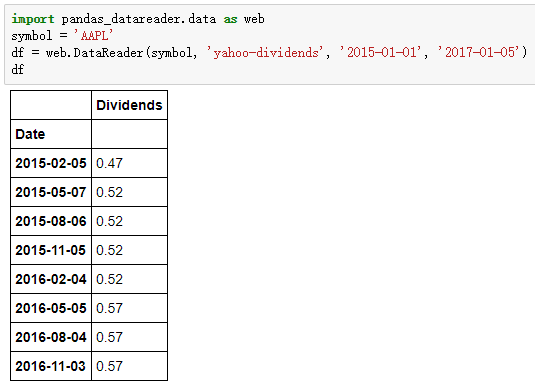 import pandas_datareader.data as web
symbol = 'AAPL'
df = web.DataReader(symbol, 'yahoo-dividends', '2015-01-01', '2017-01-05')
df
Dividends
Date
2015-02-05 0.47
2015-05-07 0.52
2015-08-06 0.52
2015-11-05 0.52
2016-02-04 0.52
2016-05-05 0.57
2016-08-04 0.57
2016-11-03 0.57